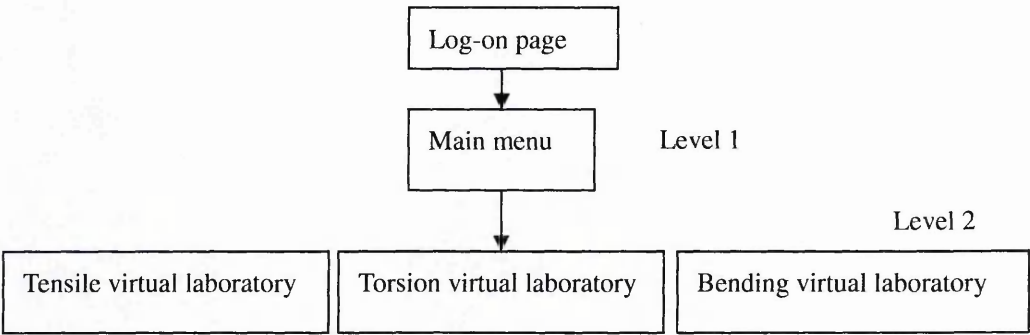 Log-on page
Main menu
Level 1
Level 2
Tensile virtual laboratory
Torsion virtual laboratory
Bending virtual laboratory